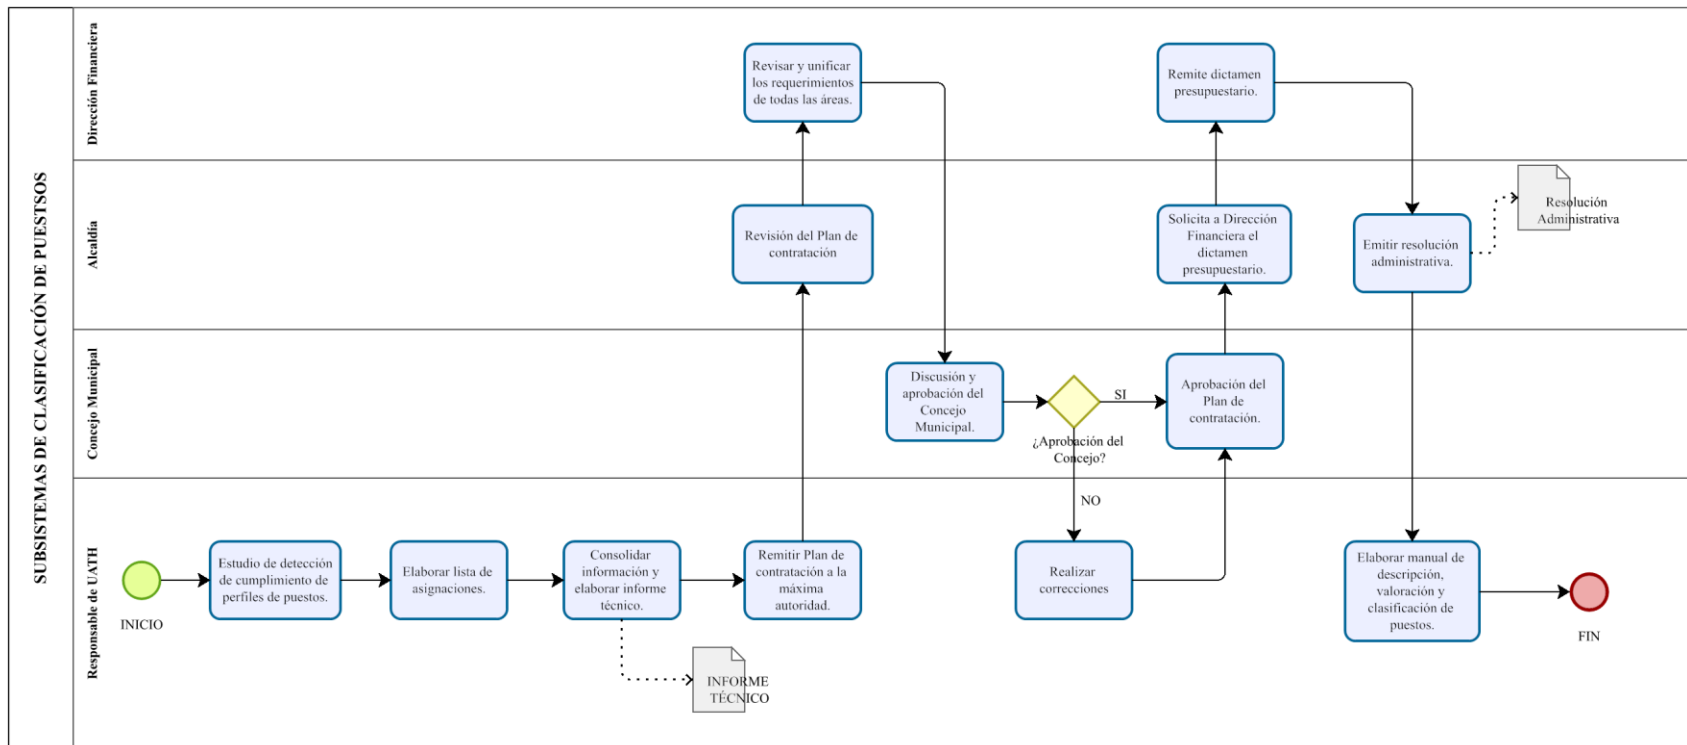 SUBSISTEMAS DE CLASIFICACIÓN DE PUESTSOS
Dirección Financiera
Revisar y unificar
los requerimientos
de todas las áreas.
Remite dictamen
presupuestario.
Alcaldía
Revisión del Plan de
contratación
Solicita a Dirección
Financiera el
dictamen
presupuestario.
Emitir resolución
administrativa.
Resolución
Administrativa
Concejo Municipal
Discusión y
aprobación del
Concejo
Municipal.
¿Aprobación del
Concejo?
SI
NO
Aprobación del
Plan de
contratación.
Responsable de UATH
INICIO
Estudio de detección
de cumplimiento de
perfiles de puestos.
Elaborar lista de
asignaciones.
Consolidar
información y
elaborar informe
técnico.
INFORME
TÉCNICO
Remitir Plan de
contratación a la
máxima
autoridad.
Realizar
correcciones
Elaborar manual de
descripción,
valoración y
clasificación de
puestos.
FIN